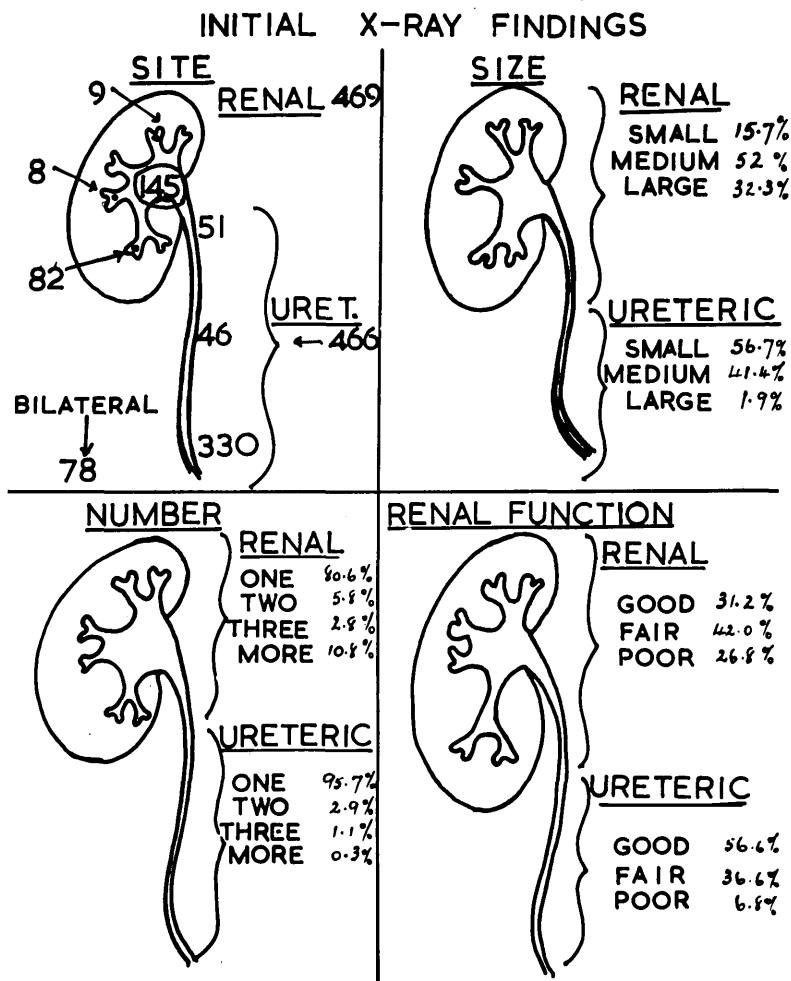 INITIAL X-RAY FINDINGS
SITE
9
RENAL 469
8
145
51
82
URET.
46
← 466
BILATERAL
330
78
SIZE
RENAL
SMALL 15.7%
MEDIUM 52 %
LARGE 32.3%
URETERIC
SMALL 56.7%
MEDIUM 41.4%
LARGE 1.9%
NUMBER
RENAL
ONE 80.6%
TWO 5.8%
THREE 2.8%
MORE 10.8%
URETERIC
ONE 95.7%
TWO 2.9%
THREE 1.1%
MORE 0.3%
RENAL FUNCTION
RENAL
GOOD 31.2%
FAIR 42.0%
POOR 26.8%
URETERIC
GOOD 56.6%
FAIR 36.6%
POOR 6.8%